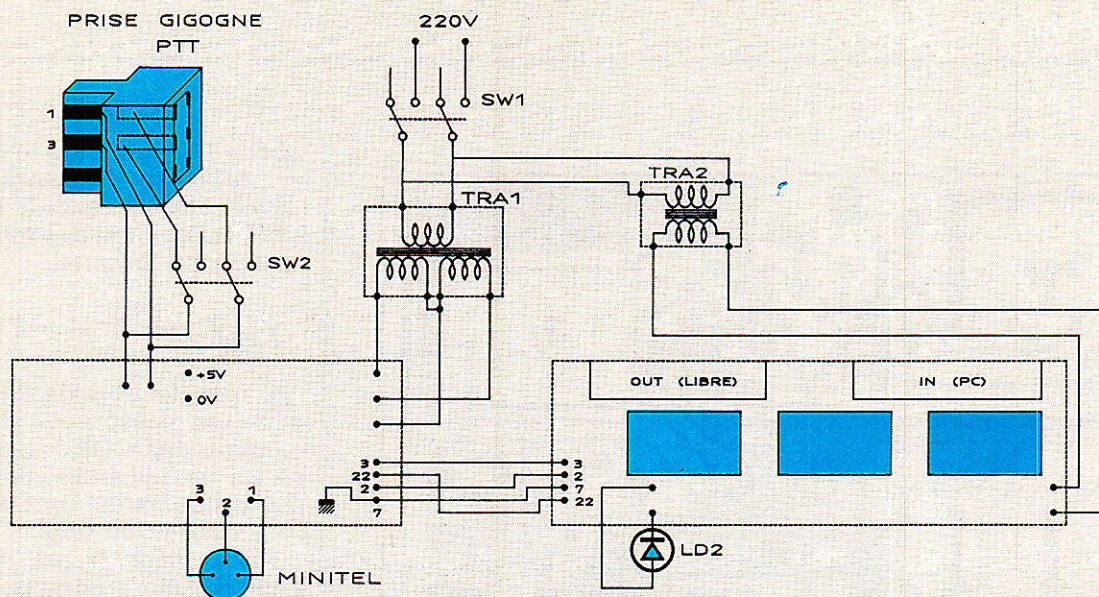 PRISE GIGOGNE
PTT
220V
1
3
SW1
TRA2
TRA1
SW2
+5V
0V
OUT (LIBRE)
IN (PC)
3
22
2
7
3
2
7
22
3
2
1
MINITEL
LD2